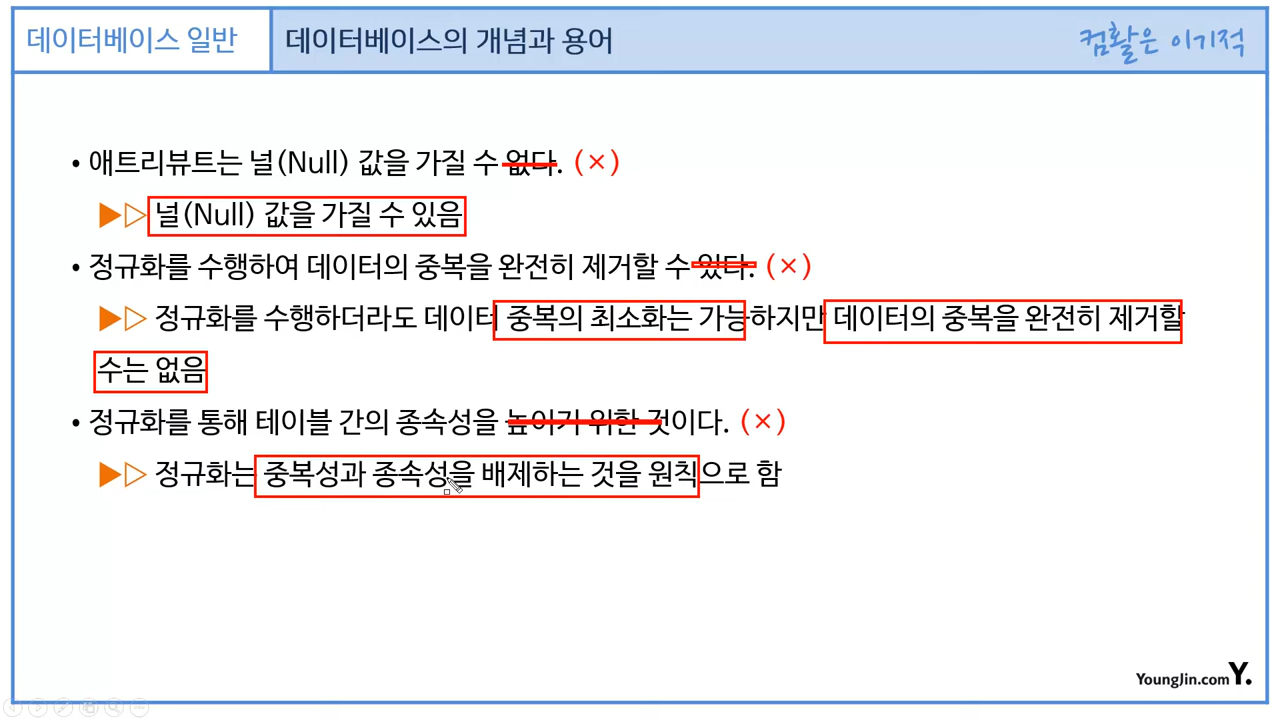 데이터베이스 일반
데이터베이스의 개념과 용어
컴활은 이기적
• 애트리뷰트는 널(Null) 값을 가질 수 없다. (×)
▶▷ 널(Null) 값을 가질 수 있음
• 정규화를 수행하여 데이터의 중복을 완전히 제거할 수 있다. (×)
▶▷ 정규화를 수행하더라도 데이터 중복의 최소화는 가능하지만 데이터의 중복을 완전히 제거할
수는 없음
• 정규화를 통해 테이블 간의 종속성을 높이기 위한 것이다. (×)
▶▷ 정규화는 중복성과 종속성을 배제하는 것을 원칙으로 함
YoungJin.com Y.